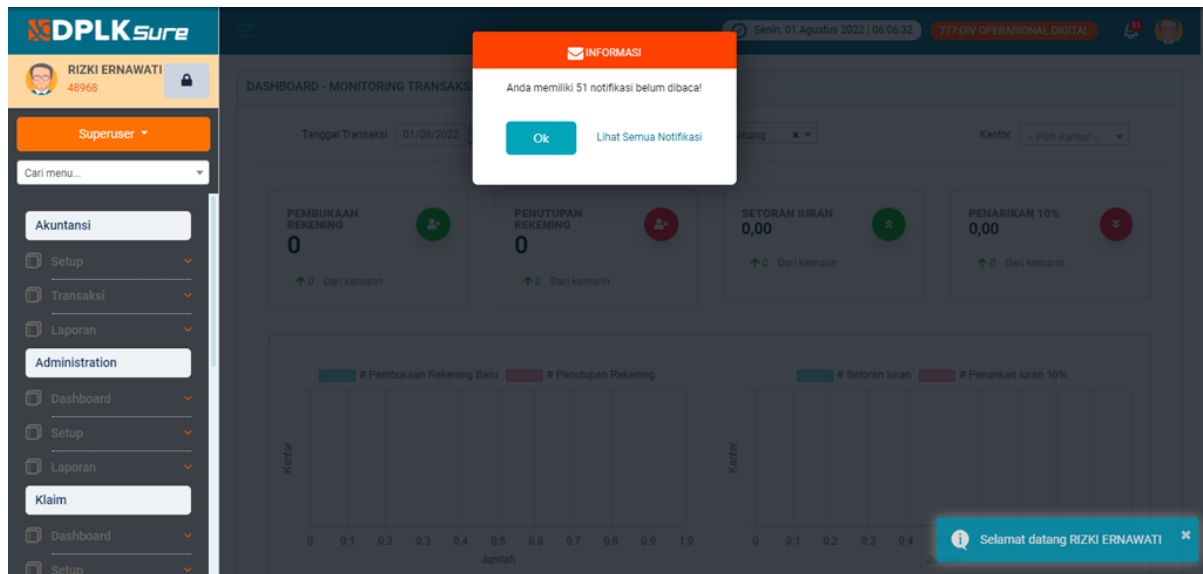 DPLKsure
RIZKI ERNAWATI
48968
Superuser
Cari menu...
Akuntansi
Setup
Transaksi
Laporan
Administration
Dashboard
Setup
Laporan
Klaim
Dashboard
Setup
Senin, 01 Agustus 2022 | 06:06:32
777:DIV OPERASIONAL DIGITAL
51
INFORMASI
Anda memiliki 51 notifikasi belum dibaca!
Ok
Lihat Semua Notifikasi
DASHBOARD - MONITORING TRANSAKS
Tanggal Transaksi 01/08/2022
abang
Kantor -- Pilih Kantor --
PEMBUKAAN
REKENING
0
0 Dari kemarin
PENUTUPAN
REKENING
0
0 Dari kemarin
SETORAN IURAN
0,00
0 Dari kemarin
PENARIKAN 10%
0,00
0 Dari kemarin
# Pembukaan Rekening Baru # Penutupan Rekening
Kantor
0 0.1 0.2 0.3 0.4 0.5 0.6 0.7 0.8 0.9 1.0
Jumlah
# Setoran Iuran # Penarikan Iuran 10%
Kantor
0 0.1 0.2 0.3 0.4
Selamat datang RIZKI ERNAWATI